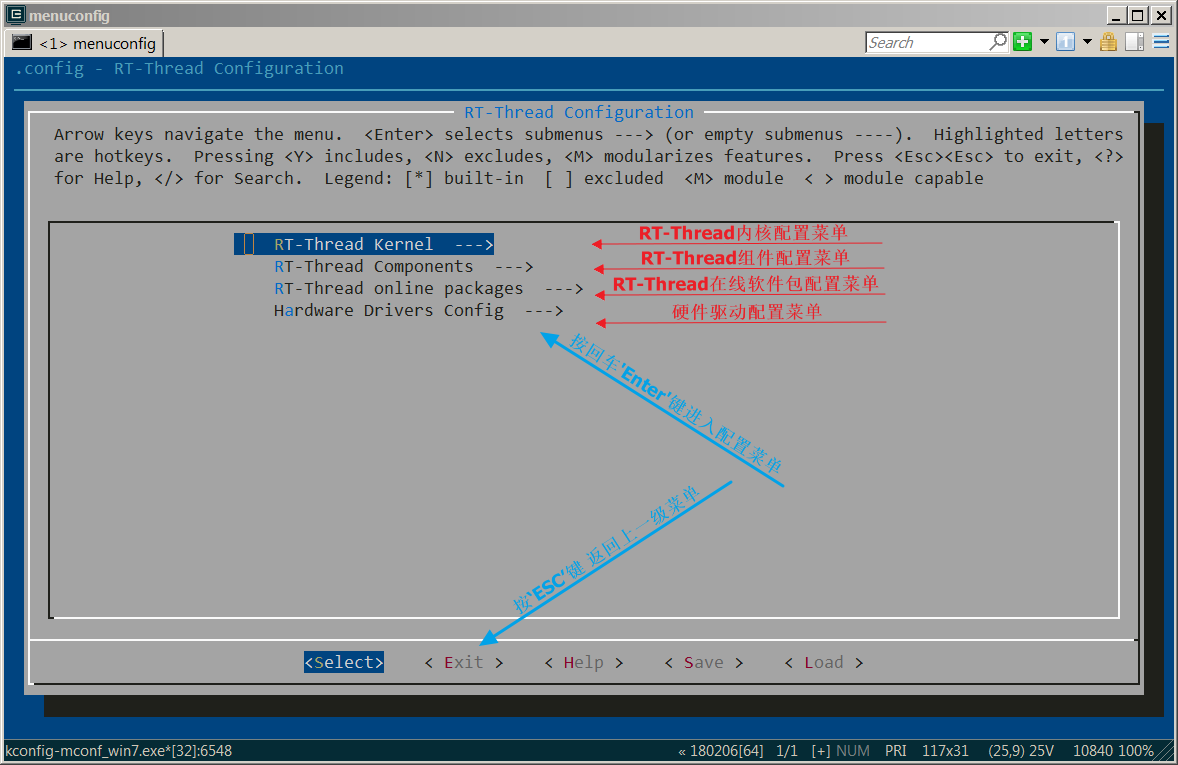 menuconfig
<1> menuconfig
Search
.config - RT-Thread Configuration
RT-Thread Configuration
Arrow keys navigate the menu.  <Enter> selects submenus ---> (or empty submenus ----).  Highlighted letters
are hotkeys.  Pressing <Y> includes, <N> excludes, <M> modularizes features.  Press <Esc><Esc> to exit, <?>
for Help, </> for Search.  Legend: [*] built-in  [ ] excluded  <M> module  < > module capable
RT-Thread Kernel  --->
RT-Thread内核配置菜单
RT-Thread Components  --->
RT-Thread组件配置菜单
RT-Thread online packages  --->
RT-Thread在线软件包配置菜单
Hardware Drivers Config  --->
硬件驱动配置菜单
按回车'Enter'键进入配置菜单
按'ESC'键 返回上一级菜单
<Select>    < Exit >    < Help >    < Save >    < Load >
kconfig-mconf_win7.exe*[32]:6548
« 180206[64]  1/1  [+] NUM  PRI  117x31  (25,9) 25V  10840 100%